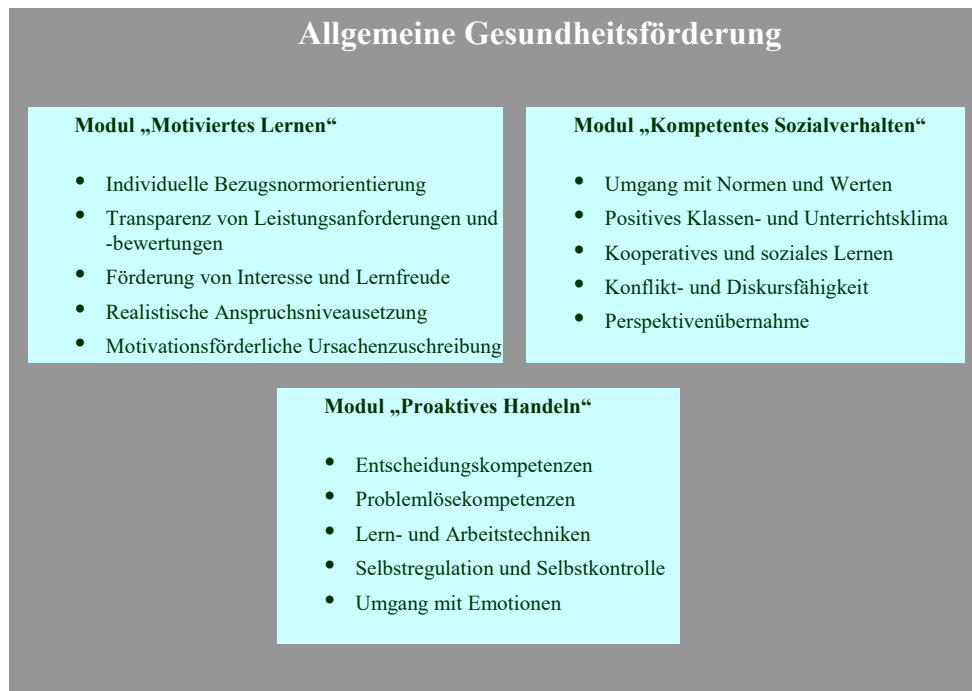 Allgemeine Gesundheitsförderung
Modul „Motiviertes Lernen“
• Individuelle Bezugsnormorientierung
• Transparenz von Leistungsanforderungen und
-bewertungen
• Förderung von Interesse und Lernfreude
• Realistische Anspruchsniveausetzung
• Motivationsförderliche Ursachenzuschreibung
Modul „Kompetentes Sozialverhalten“
• Umgang mit Normen und Werten
• Positives Klassen- und Unterrichtsklima
• Kooperatives und soziales Lernen
• Konflikt- und Diskursfähigkeit
• Perspektivenübernahme
Modul „Proaktives Handeln“
• Entscheidungskompetenzen
• Problemlösekompetenzen
• Lern- und Arbeitstechniken
• Selbstregulation und Selbstkontrolle
• Umgang mit Emotionen